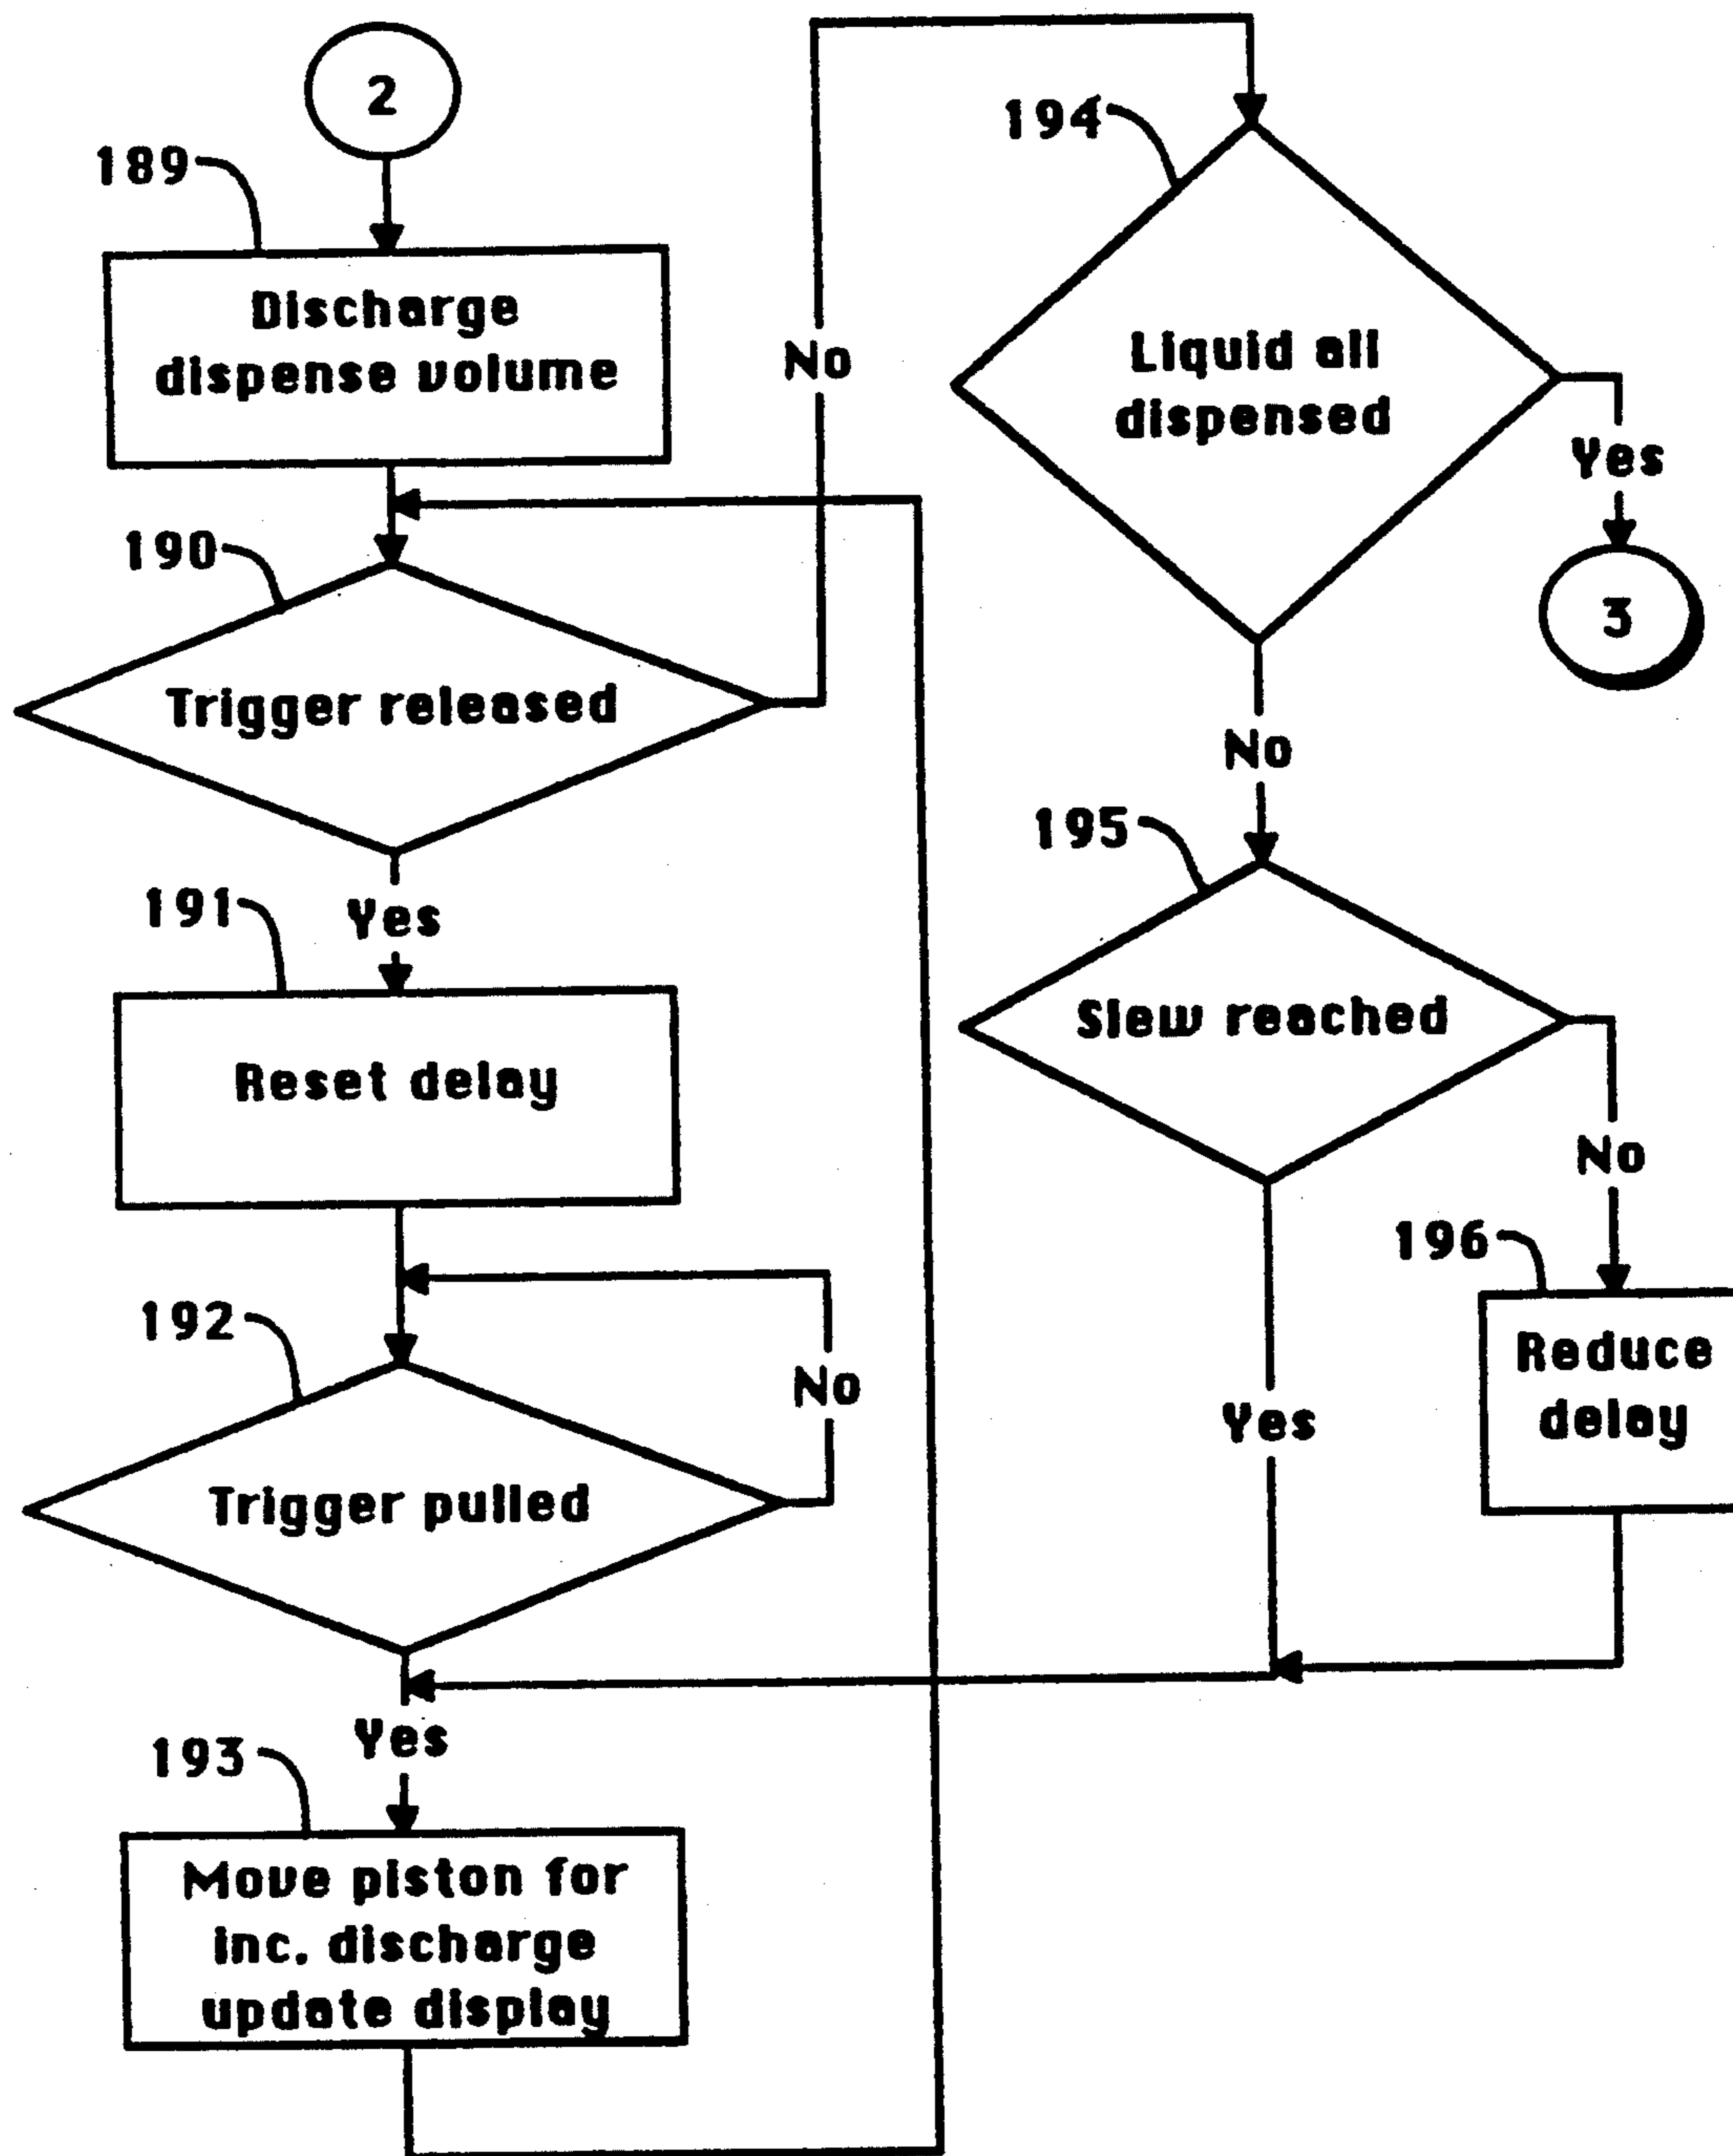 2
189
Discharge
dispense volume
190
Trigger released
No
Yes
191
Reset delay
192
Trigger pulled
No
Yes
193
Move piston for
inc. discharge
update display
194
Liquid all
dispensed
Yes
3
No
195
Slew reached
No
Yes
196
Reduce
delay